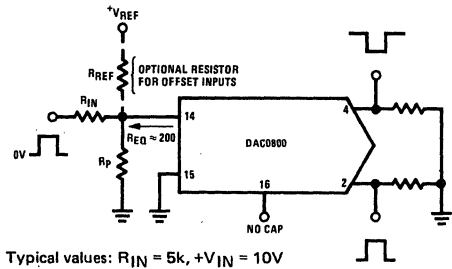 +VREF
RREF
OPTIONAL RESISTOR
FOR OFFSET INPUTS
RIN
14
4
REQ ≈ 200
DAC0800
0V
RP
15
16
2
NO CAP
Typical values: RIN = 5k, +VIN = 10V